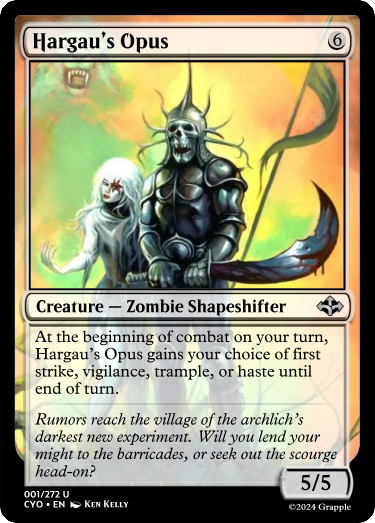 Hargau's Opus 6
Creature — Zombie Shapeshifter
At the beginning of combat on your turn,
Hargau's Opus gains your choice of first
strike, vigilance, trample, or haste until
end of turn.
Rumors reach the village of the archlich's
darkest new experiment. Will you lend your
might to the barricades, or seek out the scourge
head-on?
5/5
001/272 U
CYO • EN KEN KELLY
©2024 Grapple